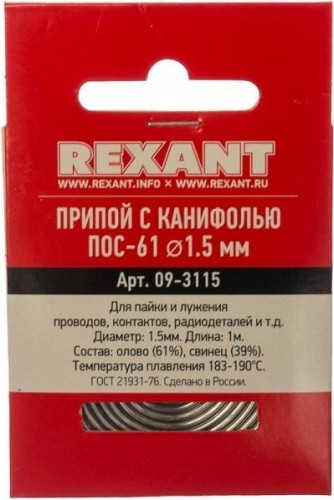 REXANT
WWW.REXANT.INFO × WWW.REXANT.RU
ПРИПОЙ С КАНИФОЛЬЮ
ПОС-61 ⌀1.5 мм
Арт. 09-3115
Для пайки и лужения
проводов, контактов, радиодеталей и т.д.
Диаметр: 1.5мм. Длина: 1м.
Состав: олово (61%), свинец (39%).
Температура плавления 183-190°С.
ГОСТ 21931-76. Сделано в России.